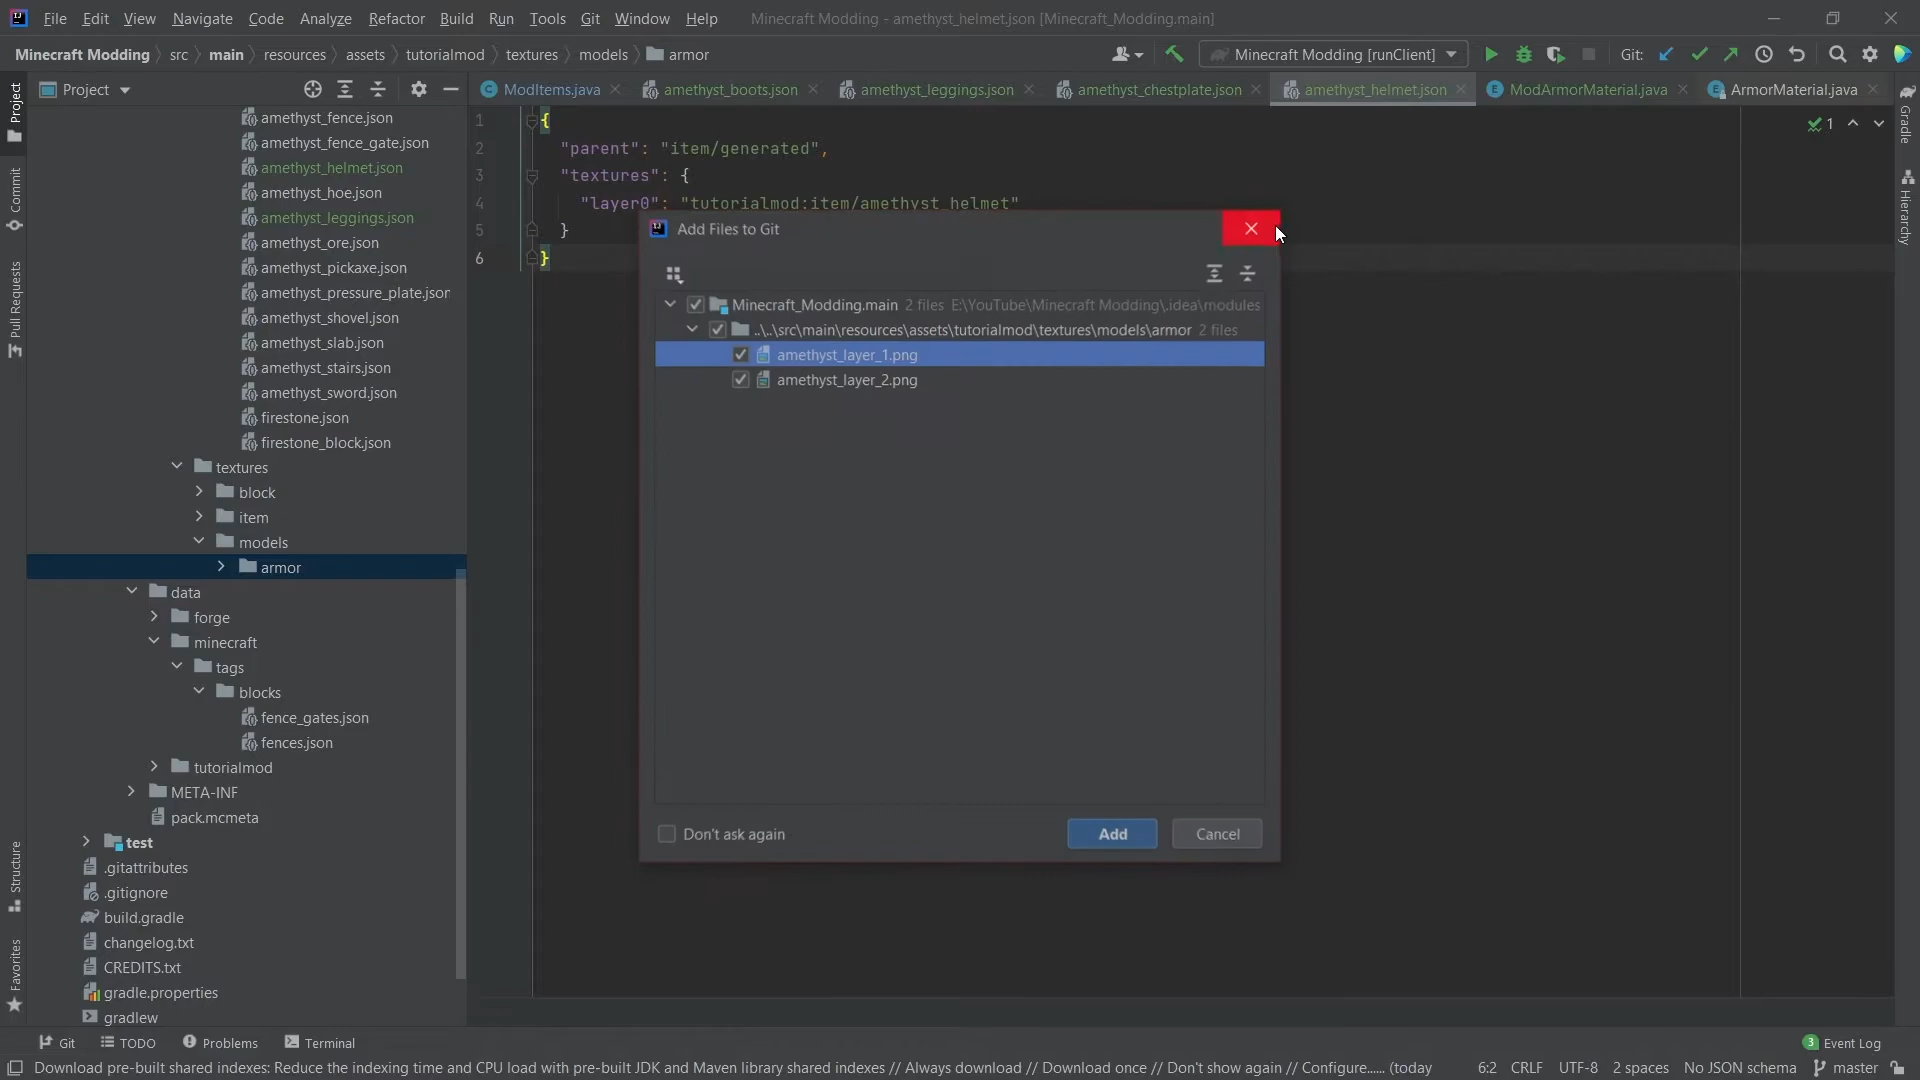 File Edit View Navigate Code Analyze Refactor Build Run Tools Git Window Help Minecraft Modding - amethyst_helmet.json [Minecraft_Modding.main]
Minecraft Modding src main resources assets tutorialmod textures models armor Minecraft Modding [runClient] Git:
Project
ModItems.java amethyst_boots.json amethyst_leggings.json amethyst_chestplate.json amethyst_helmet.json ModArmorMaterial.java ArmorMaterial.java
Project
Commit
Pull Requests
Structure
Favorites
amethyst_fence.json
amethyst_fence_gate.json
amethyst_helmet.json
amethyst_hoe.json
amethyst_leggings.json
amethyst_ore.json
amethyst_pickaxe.json
amethyst_pressure_plate.json
amethyst_shovel.json
amethyst_slab.json
amethyst_stairs.json
amethyst_sword.json
firestone.json
firestone_block.json
textures
block
item
models
armor
data
forge
minecraft
tags
blocks
fence_gates.json
fences.json
tutorialmod
META-INF
pack.mcmeta
test
.gitattributes
.gitignore
build.gradle
changelog.txt
CREDITS.txt
gradle.properties
gradlew
1 {
2 "parent": "item/generated",
3 "textures": {
4 "layer0": "tutorialmod:item/amethyst_helmet"
5 }
6 }
1
Add Files to Git
Minecraft_Modding.main 2 files E:\YouTube\Minecraft Modding\.idea\modules
..\..\src\main\resources\assets\tutorialmod\textures\models\armor 2 files
amethyst_layer_1.png
amethyst_layer_2.png
Don't ask again
Add
Cancel
Gradle
Hierarchy
Git TODO Problems Terminal 3 Event Log
Download pre-built shared indexes: Reduce the indexing time and CPU load with pre-built JDK and Maven library shared indexes // Always download // Download once // Don't show again // Configure...... (today 6:2 CRLF UTF-8 2 spaces No JSON schema master